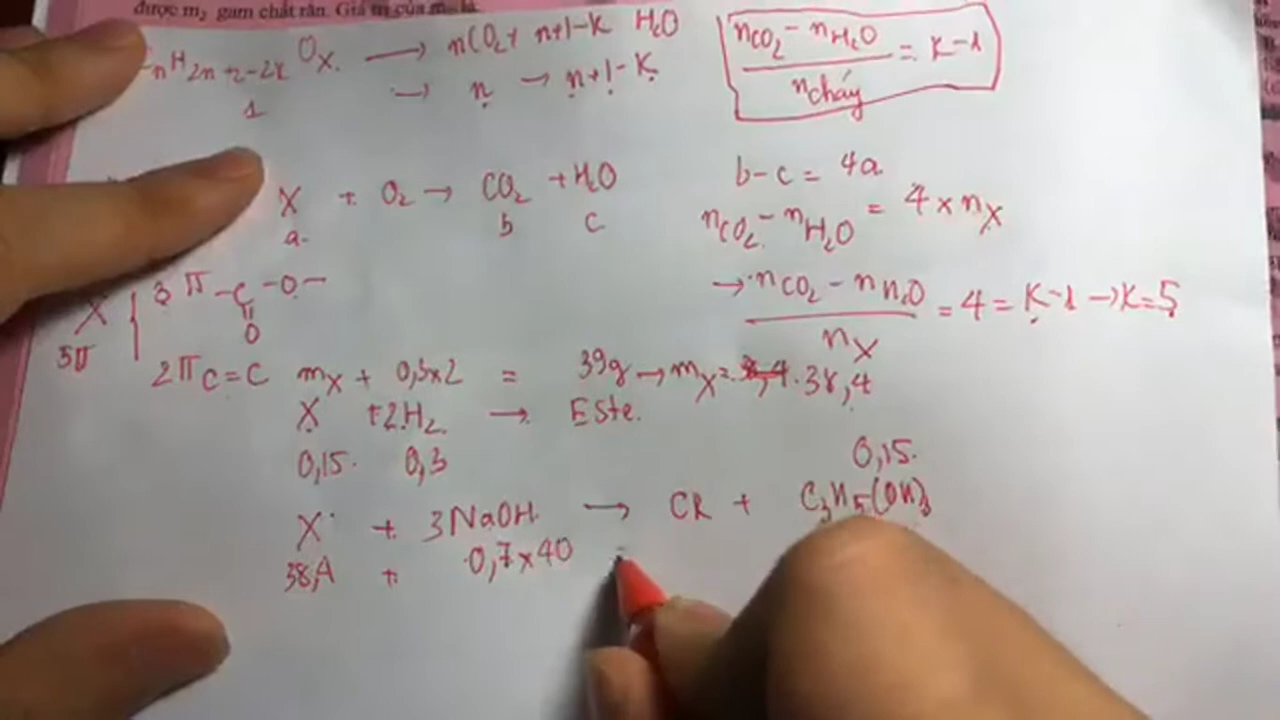 được m₂ gam chất rắn. Giá trị của m₂ là
CnH2n+2-2k Ox → nCO2 + n+1-K H2O
1 → n → n+1-K
nCO2 - nH2O / ncháy = K-1
X + O2 → CO2 + H2O
a b c
b-c = 4a
nCO2 - nH2O = 4 × nX
→ nCO2 - nH2O / nX = 4 = K-1 → K=5
X 5π { 3π -C-O-
O
2π C=C
mX + 0,3×2 = 39g → mX = 38,4
X + 2H2 → Este.
0,15 0,3
0,15
X + 3NaOH → CR + C3H5(OH)3
38,4 + 0,7×40 =